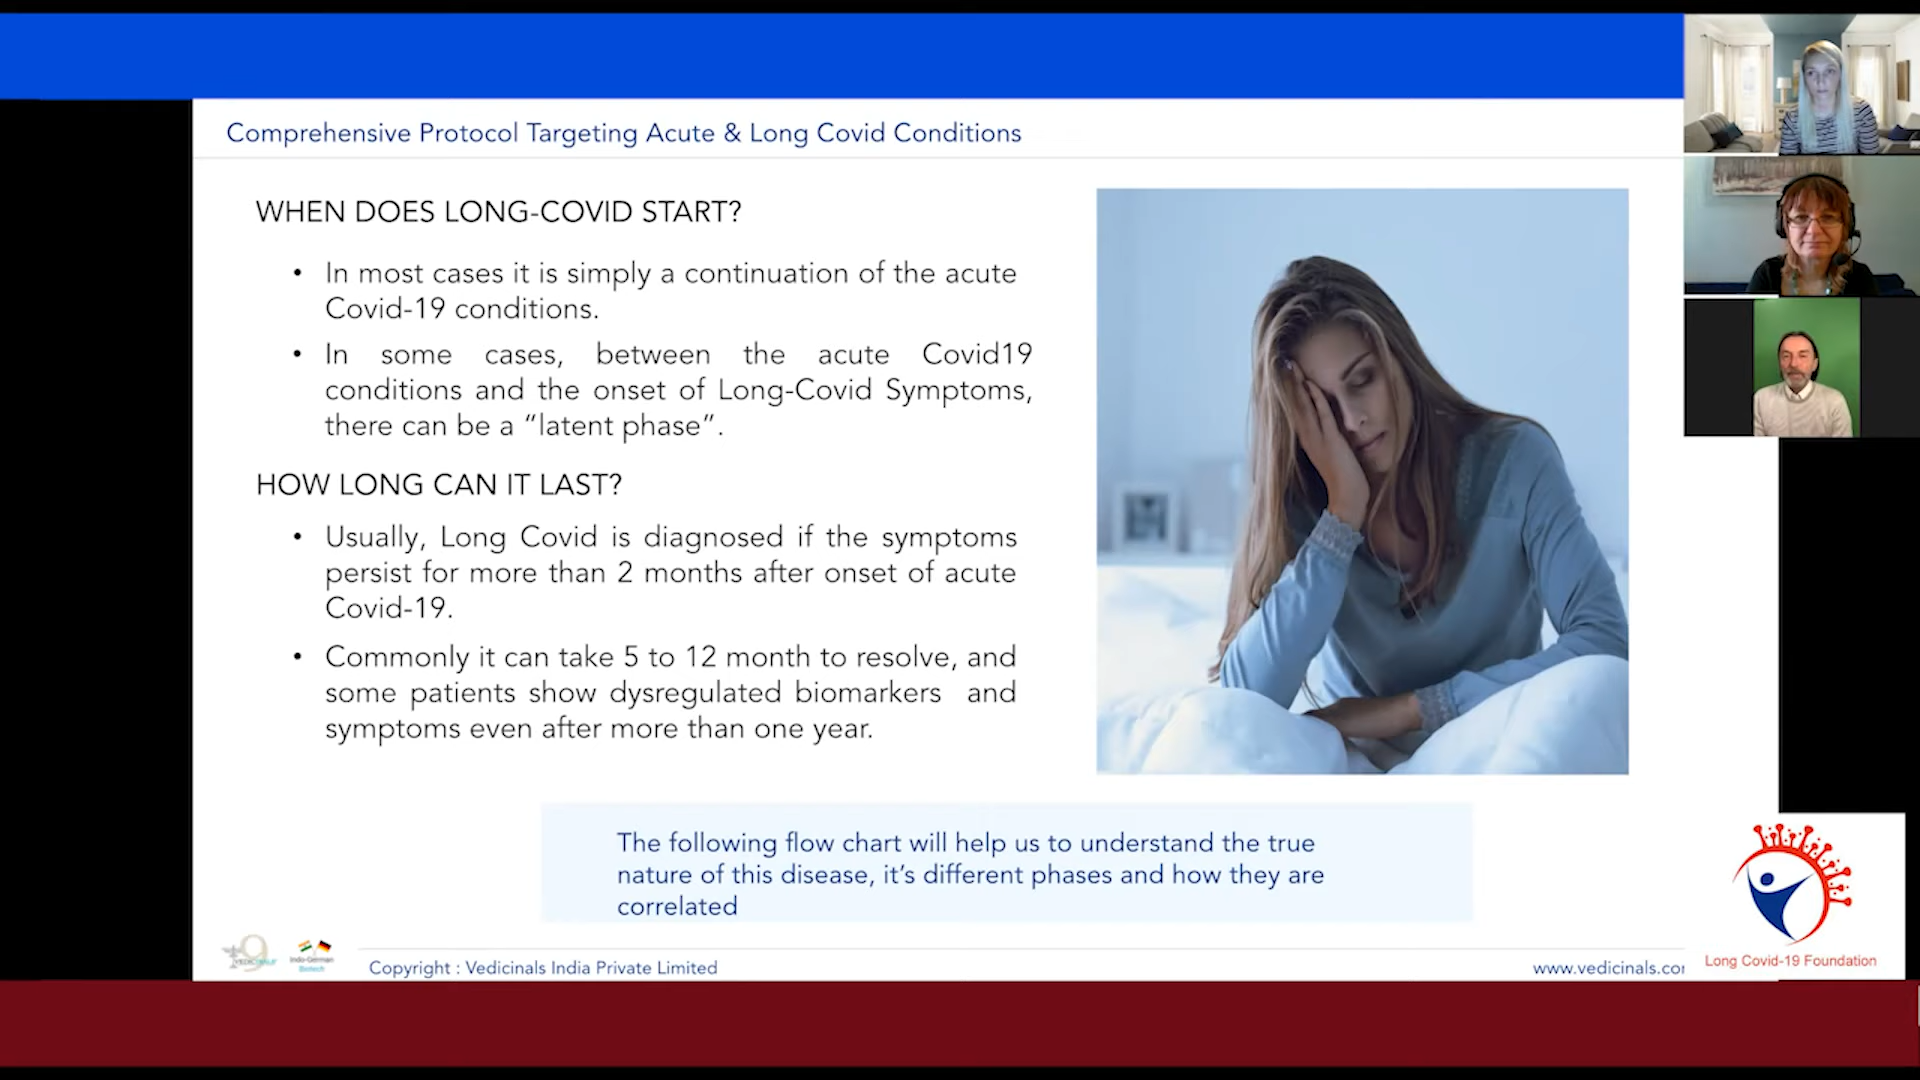 Comprehensive Protocol Targeting Acute & Long Covid Conditions
WHEN DOES LONG-COVID START?
• In most cases it is simply a continuation of the acute
Covid-19 conditions.
• In some cases, between the acute Covid19
conditions and the onset of Long-Covid Symptoms,
there can be a “latent phase”.
HOW LONG CAN IT LAST?
• Usually, Long Covid is diagnosed if the symptoms
persist for more than 2 months after onset of acute
Covid-19.
• Commonly it can take 5 to 12 month to resolve, and
some patients show dysregulated biomarkers and
symptoms even after more than one year.
The following flow chart will help us to understand the true
nature of this disease, it’s different phases and how they are
correlated
9
VEDICINALS
Indo-German
Biotech
Copyright : Vedicinals India Private Limited
www.vedicinals.co
Long Covid-19 Foundation